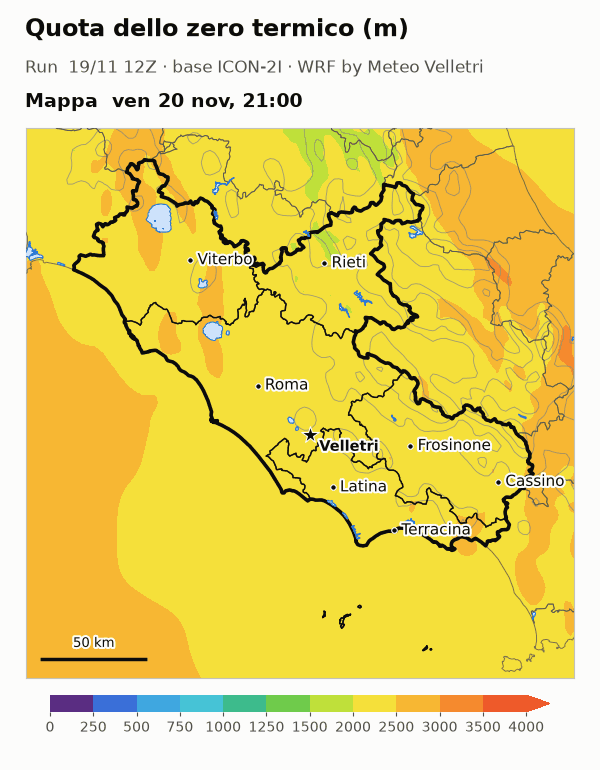 Quota dello zero termico (m)
Run  19/11 12Z · base ICON-2I · WRF by Meteo Velletri
Mappa  ven 20 nov, 21:00
Viterbo
Rieti
Roma
Velletri
Frosinone
Cassino
Latina
Terracina
50 km
0 250 500 750 1000 1250 1500 2000 2500 3000 3500 4000